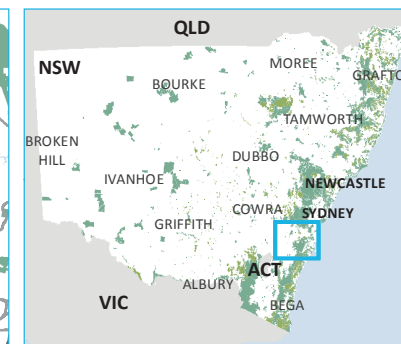 QLD
NSW
MOREE
GRAFTO
BOURKE
TAMWORTH
BROKEN
HILL
DUBBO
IVANHOE
NEWCASTLE
COWRA
SYDNEY
GRIFFITH
ACT
ALBURY
VIC
BEGA